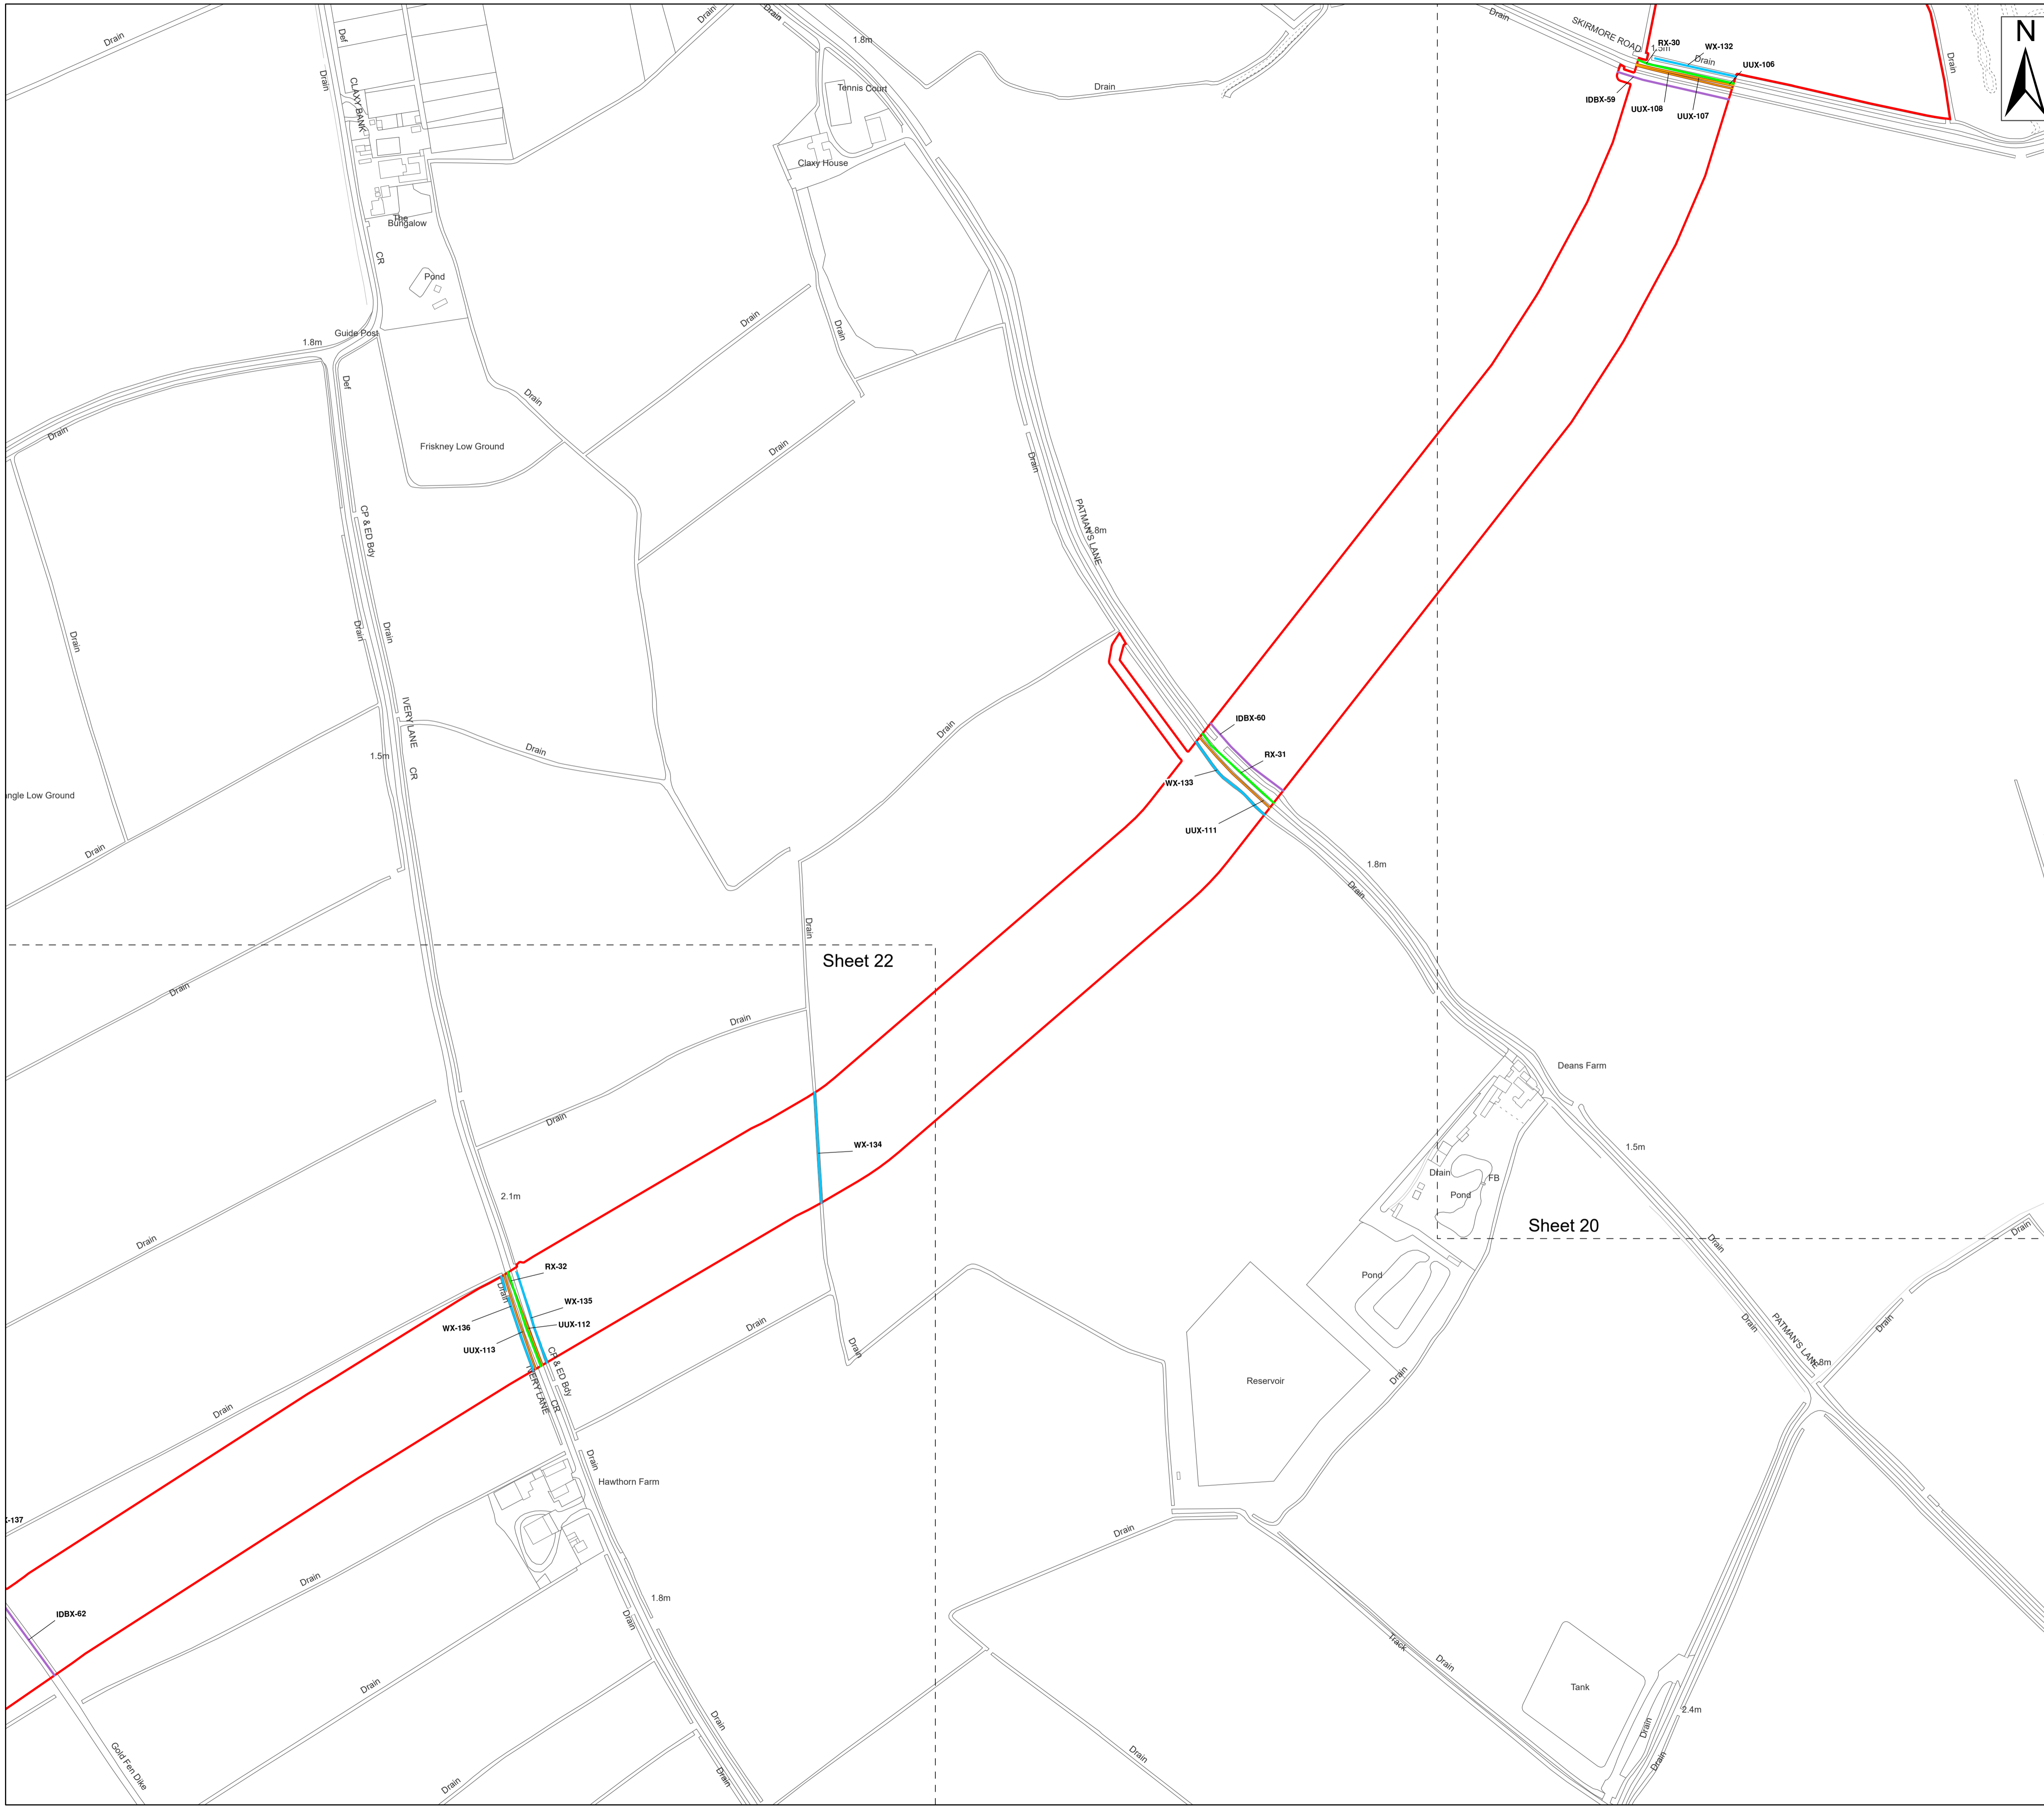 Drain
Def
Drain
Drain
Drain
1.8m
Drain
SKIRMORE ROAD
RX-30
WX-132
Drain
UUX-106
Drain
N
IDBX-59
UUX-108
UUX-107
Drain
CLAXY BANK
Tennis Court
Drain
Claxy House
The
Bungalow
CR
Pond
Guide Post
1.8m
Drain
Drain
Def
Drain
Drain
Friskney Low Ground
Drain
Drain
CP & ED Bdy
PATMAN'S LANE
Drain
Drain
Drain
IVERY LANE
Drain
Drain
1.5m
CR
IDBX-60
RX-31
WX-133
UUX-111
Drain
1.8m
Drain
Drain
Sheet 22
Drain
Drain
Drain
Deans Farm
WX-134
1.5m
Drain
FB
Pond
2.1m
Sheet 20
Drain
Drain
Drain
RX-32
Drain
WX-135
WX-136
UUX-112
UUX-113
Pond
Drain
Drain
Drain
PATMAN'S LANE
Drain
CP & ED Bdy
IVERY LANE
CR
Reservoir
Drain
Drain
Drain
Hawthorn Farm
Drain
Drain
1.8m
IDBX-62
Drain
Track
Drain
Tank
Drain
2.4m
Drain
Drain
Drain
Gold Fen Dike
Drain
Drain
Drain
Drain